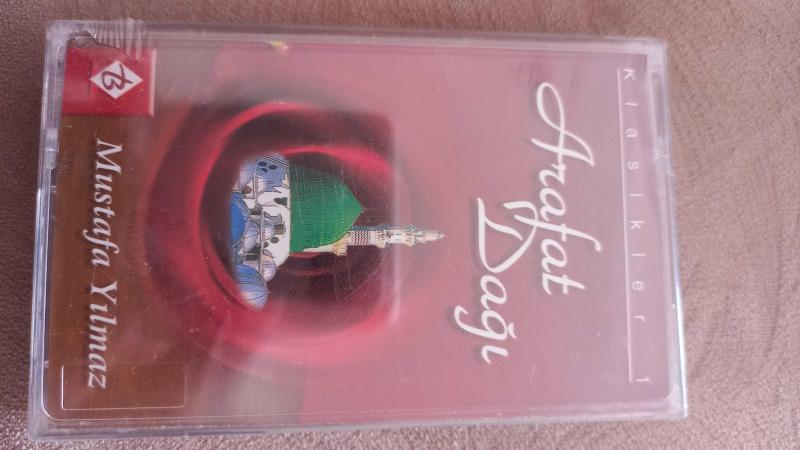 Klasikler 1
Arafat
Dağı
B
Mustafa Yılmaz